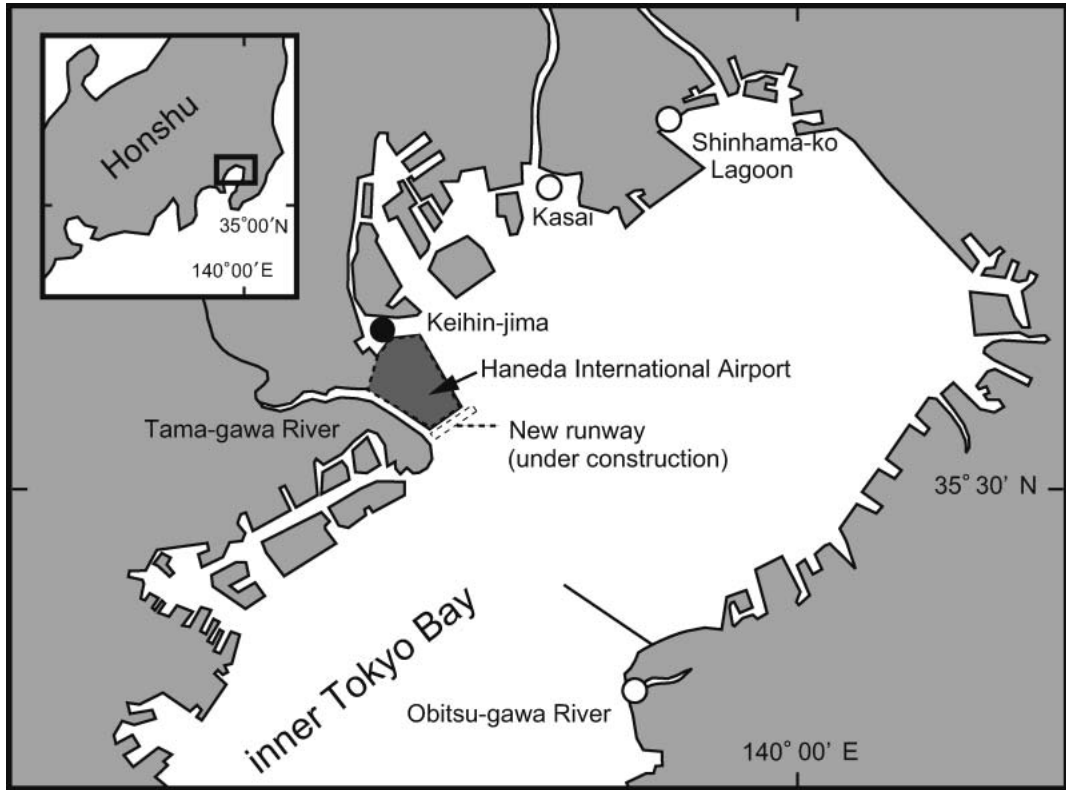 Honshu
35°00′N
140°00′E
Shinhama-ko
Lagoon
Kasai
Keihin-jima
Haneda International Airport
Tama-gawa River
New runway
(under construction)
35° 30' N
inner Tokyo Bay
Obitsu-gawa River
140° 00' E